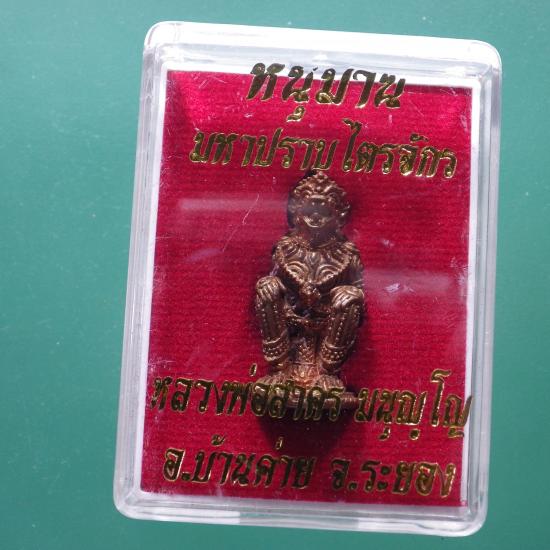 หนุมาน
มหาปราบไตรจักร
หลวงพ่อสาคร มนุญฺโญ
อ.บ้านค่าย จ.ระยอง